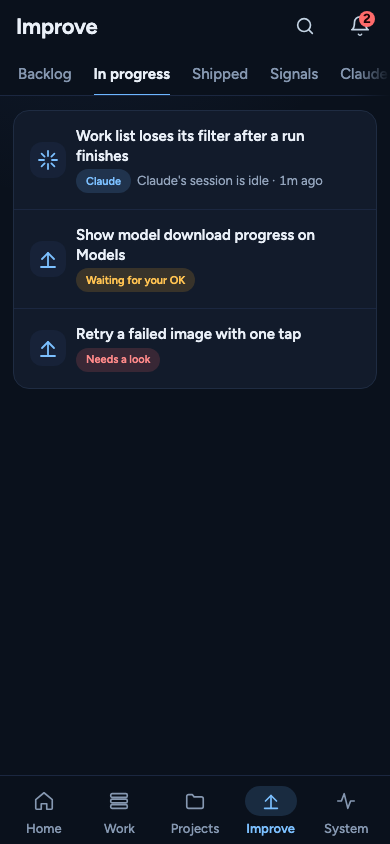 Improve
2
Backlog
In progress
Shipped
Signals
Claude
Work list loses its filter after a run
finishes
Claude
Claude's session is idle · 1m ago
Show model download progress on
Models
Waiting for your OK
Retry a failed image with one tap
Needs a look
Home
Work
Projects
Improve
System